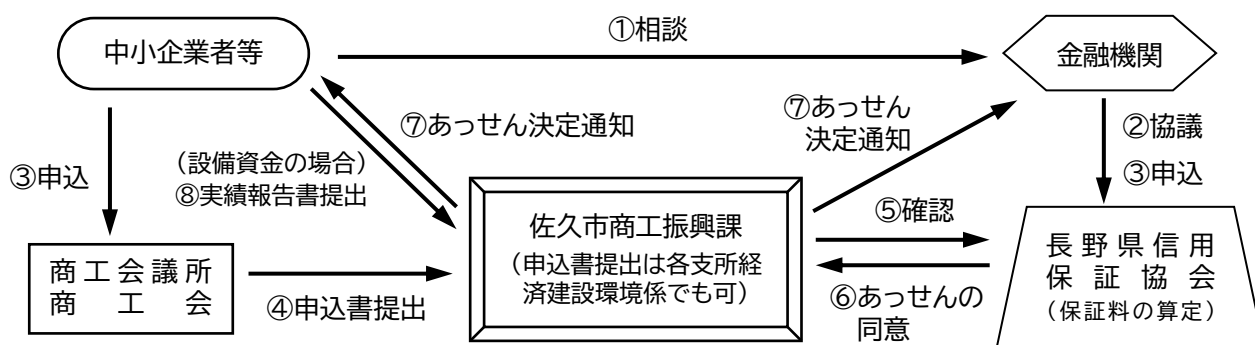 中小企業者等
①相談
金融機関
⑦あっせん決定通知
⑦あっせん
決定通知
②協議
③申込
③申込
（設備資金の場合）
⑧実績報告書提出
佐久市商工振興課
（申込書提出は各支所経
済建設環境係でも可）
⑤確認
⑥あっせんの
同意
長野県信用
保証協会
（保証料の算定）
商工会議所
商工会
④申込書提出